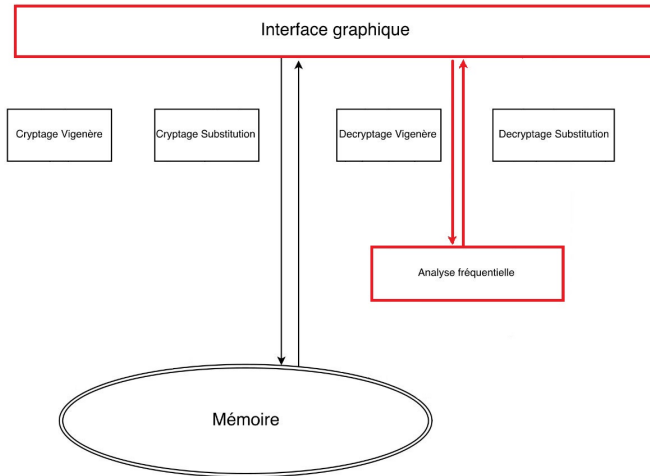 Interface graphique
Cryptage Vigenère
Cryptage Substitution
Decryptage Vigenère
Decryptage Substitution
Analyse fréquentielle
Mémoire